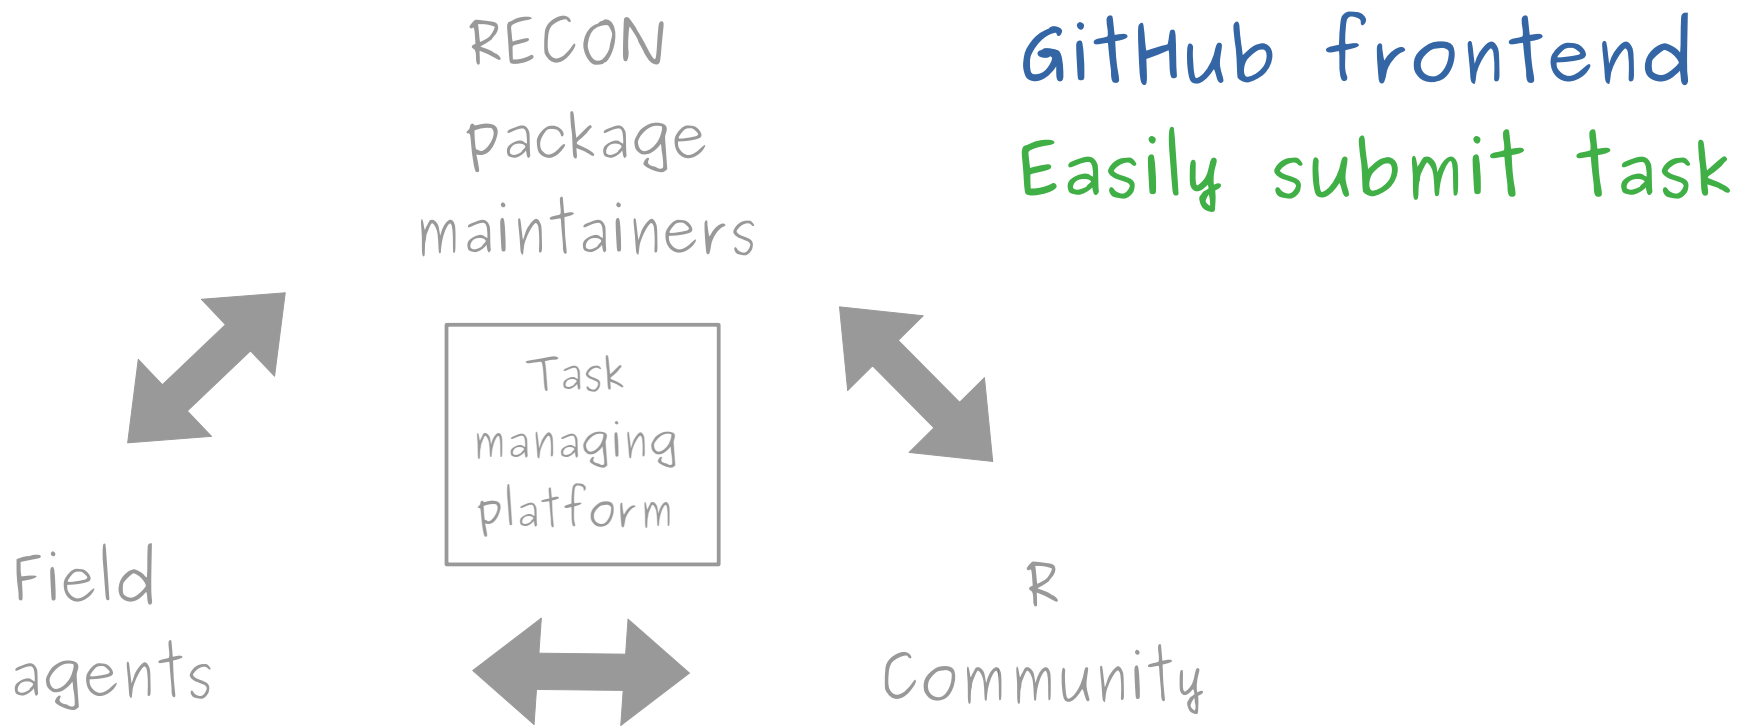 RECON
package
maintainers
GitHub frontend
Easily submit task
Task
managing
platform
Field
agents
R
Community